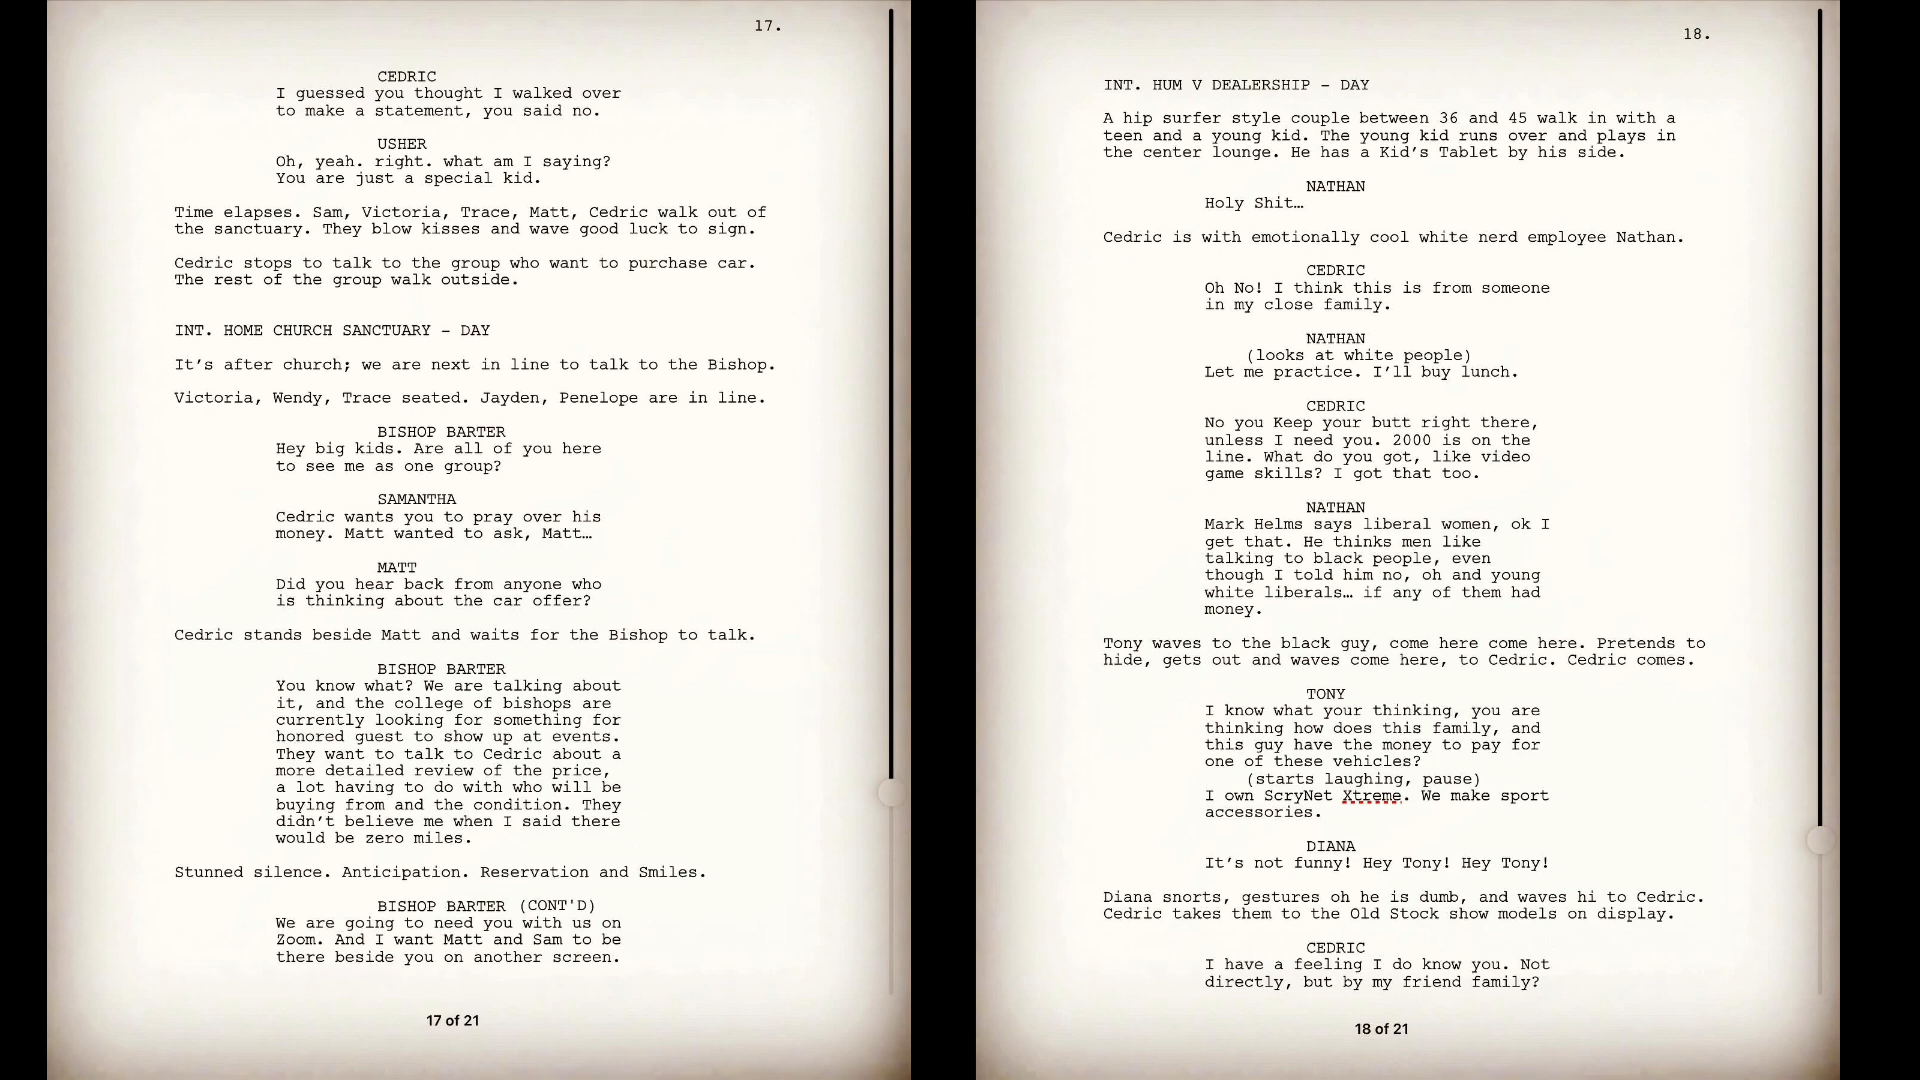 17.
CEDRIC
I guessed you thought I walked over
to make a statement, you said no.
USHER
Oh, yeah. right. what am I saying?
You are just a special kid.
Time elapses. Sam, Victoria, Trace, Matt, Cedric walk out of
the sanctuary. They blow kisses and wave good luck to sign.
Cedric stops to talk to the group who want to purchase car.
The rest of the group walk outside.
INT. HOME CHURCH SANCTUARY – DAY
It’s after church; we are next in line to talk to the Bishop.
Victoria, Wendy, Trace seated. Jayden, Penelope are in line.
BISHOP BARTER
Hey big kids. Are all of you here
to see me as one group?
SAMANTHA
Cedric wants you to pray over his
money. Matt wanted to ask, Matt…
MATT
Did you hear back from anyone who
is thinking about the car offer?
Cedric stands beside Matt and waits for the Bishop to talk.
BISHOP BARTER
You know what? We are talking about
it, and the college of bishops are
currently looking for something for
honored guest to show up at events.
They want to talk to Cedric about a
more detailed review of the price,
a lot having to do with who will be
buying from and the condition. They
didn’t believe me when I said there
would be zero miles.
Stunned silence. Anticipation. Reservation and Smiles.
BISHOP BARTER (CONT'D)
We are going to need you with us on
Zoom. And I want Matt and Sam to be
there beside you on another screen.
17 of 21
18.
INT. HUM V DEALERSHIP – DAY
A hip surfer style couple between 36 and 45 walk in with a
teen and a young kid. The young kid runs over and plays in
the center lounge. He has a Kid’s Tablet by his side.
NATHAN
Holy Shit…
Cedric is with emotionally cool white nerd employee Nathan.
CEDRIC
Oh No! I think this is from someone
in my close family.
NATHAN
(looks at white people)
Let me practice. I’ll buy lunch.
CEDRIC
No you Keep your butt right there,
unless I need you. 2000 is on the
line. What do you got, like video
game skills? I got that too.
NATHAN
Mark Helms says liberal women, ok I
get that. He thinks men like
talking to black people, even
though I told him no, oh and young
white liberals… if any of them had
money.
Tony waves to the black guy, come here come here. Pretends to
hide, gets out and waves come here, to Cedric. Cedric comes.
TONY
I know what your thinking, you are
thinking how does this family, and
this guy have the money to pay for
one of these vehicles?
(starts laughing, pause)
I own ScryNet Xtreme. We make sport
accessories.
DIANA
It’s not funny! Hey Tony! Hey Tony!
Diana snorts, gestures oh he is dumb, and waves hi to Cedric.
Cedric takes them to the Old Stock show models on display.
CEDRIC
I have a feeling I do know you. Not
directly, but by my friend family?
18 of 21